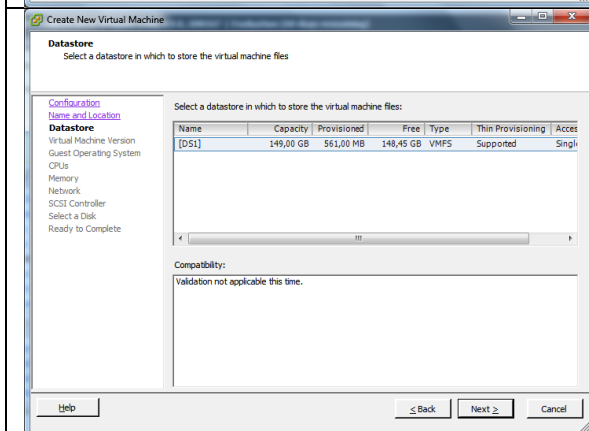 Create New Virtual Machine
Datastore
Select a datastore in which to store the virtual machine files
Configuration
Name and Location
Datastore
Virtual Machine Version
Guest Operating System
CPUs
Memory
Network
SCSI Controller
Select a Disk
Ready to Complete
Select a datastore in which to store the virtual machine files:
Name Capacity Provisioned Free Type Thin Provisioning Acces
[DS1] 149,00 GB 561,00 MB 148,45 GB VMFS Supported Singl
Compatibility:
Validation not applicable this time.
Help
< Back
Next >
Cancel